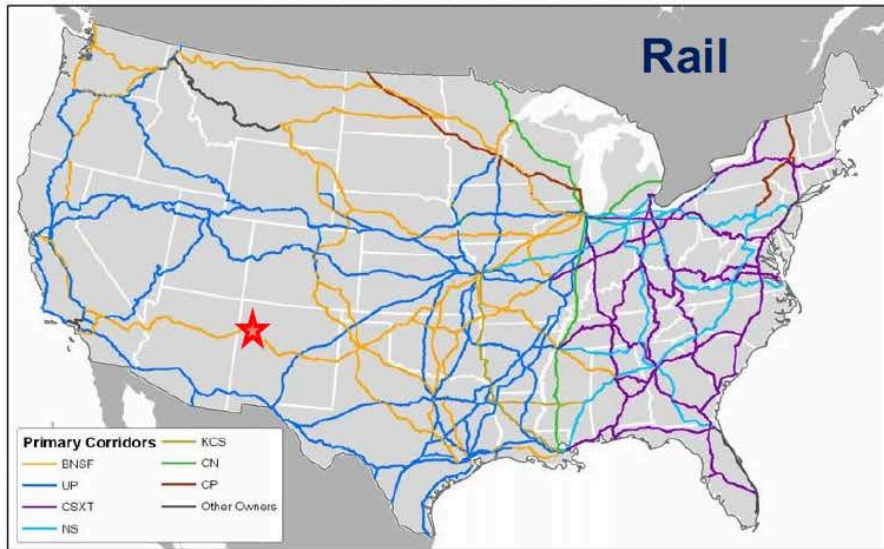 Rail
Primary Corridors
BNSF
UP
CSXT
NS
KCS
CN
CP
Other Owners